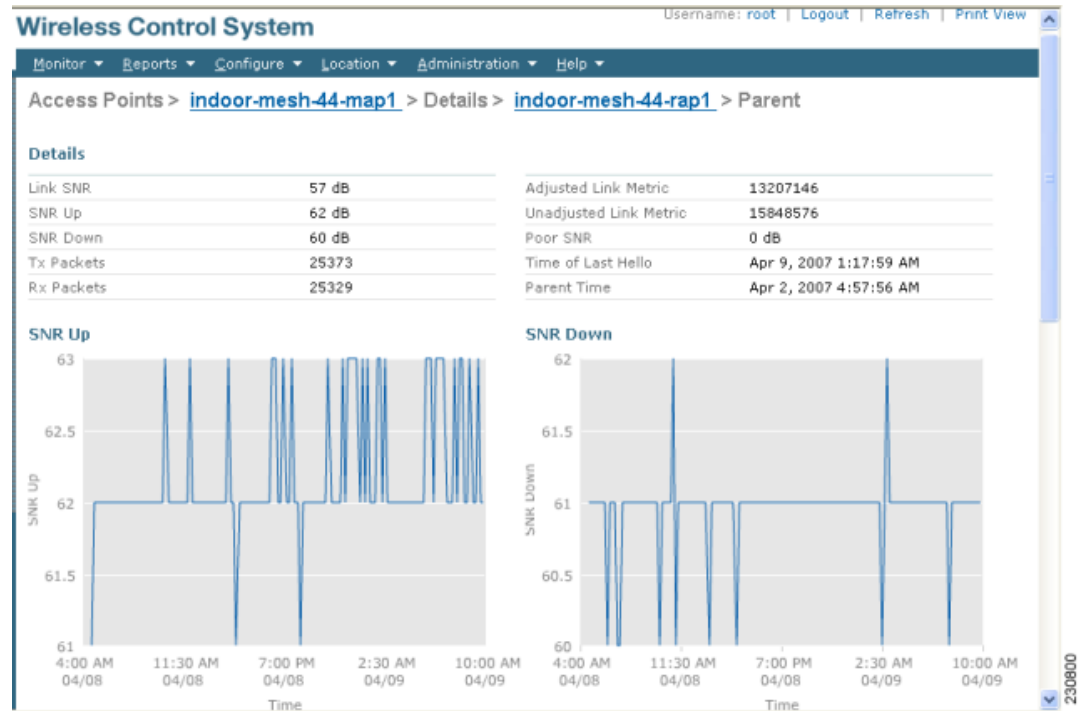 Username: root | Logout | Refresh | Print View
Wireless Control System
Monitor Reports Configure Location Administration Help
Access Points > indoor-mesh-44-map1 > Details > indoor-mesh-44-rap1 > Parent
Details
Link SNR 57 dB
SNR Up 62 dB
SNR Down 60 dB
Tx Packets 25373
Rx Packets 25329
Adjusted Link Metric 13207146
Unadjusted Link Metric 15848576
Poor SNR 0 dB
Time of Last Hello Apr 9, 2007 1:17:59 AM
Parent Time Apr 2, 2007 4:57:56 AM
SNR Up
63
62.5
62
61.5
61
SNR Up
4:00 AM 11:30 AM 7:00 PM 2:30 AM 10:00 AM
04/08 04/08 04/08 04/09 04/09
Time
SNR Down
62
61.5
61
60.5
60
SNR Down
4:00 AM 11:30 AM 7:00 PM 2:30 AM 10:00 AM
04/08 04/08 04/08 04/09 04/09
Time
230800